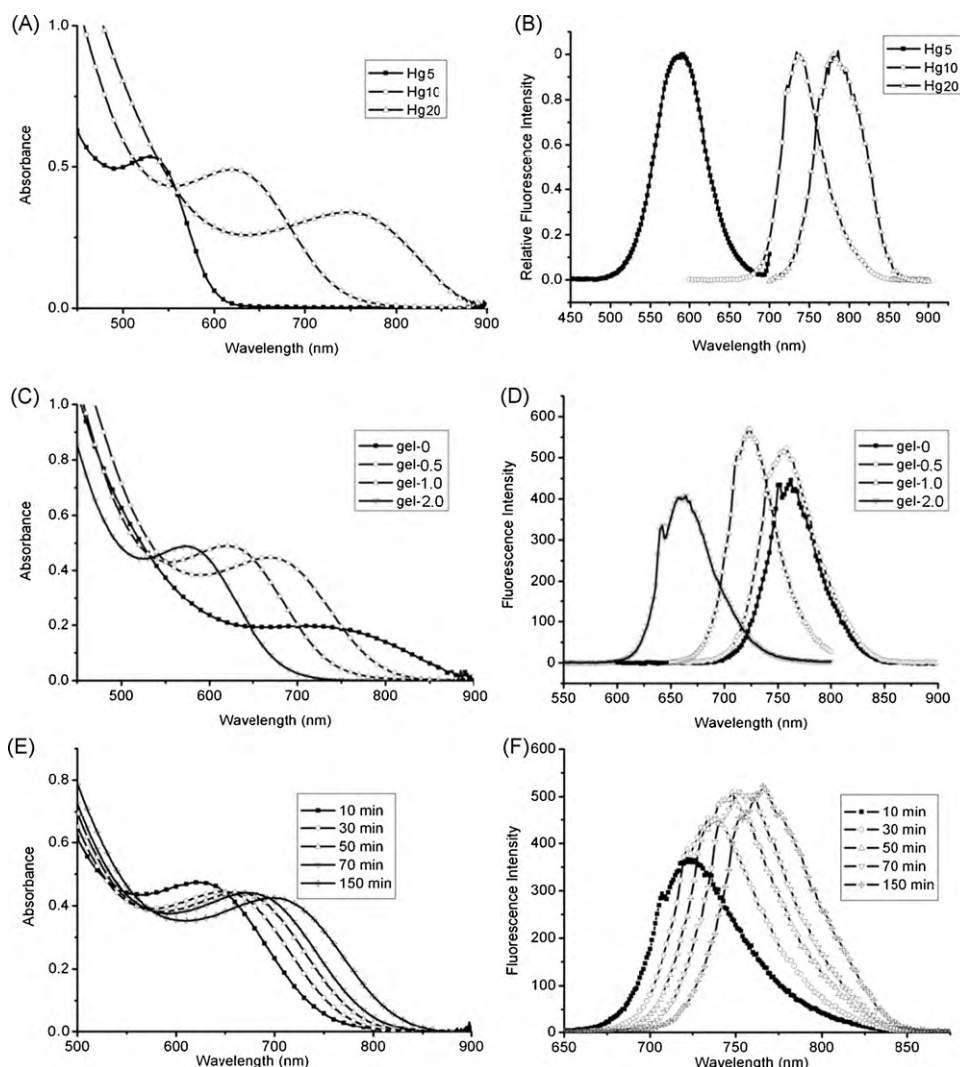 (A)
1.0
0.5
0.0
Absorbance
Hg5
Hg10
Hg20
500 600 700 800 900
Wavelength (nm)
(B)
0
0.8
0.6
0.4
0.2
0.0
Relative Fluorescence Intensity
Hg5
Hg10
Hg20
450 500 550 600 650 700 750 800 850 900
Wavelength (nm)
(C)
1.0
0.8
0.6
0.4
0.2
0.0
Absorbance
gel-0
gel-0.5
gel-1.0
gel-2.0
500 600 700 800 900
Wavelength (nm)
(D)
600
500
400
300
200
100
0
Fluorescence Intensity
gel-0
gel-0.5
gel-1.0
gel-2.0
550 600 650 700 750 800 850 900
Wavelength (nm)
(E)
0.8
0.6
0.4
0.2
0.0
Absorbance
10 min
30 min
50 min
70 min
150 min
500 600 700 800 900
Wavelength (nm)
(F)
600
500
400
300
200
100
0
Fluorescence Intensity
10 min
30 min
50 min
70 min
150 min
650 700 750 800 850
Wavelength (nm)